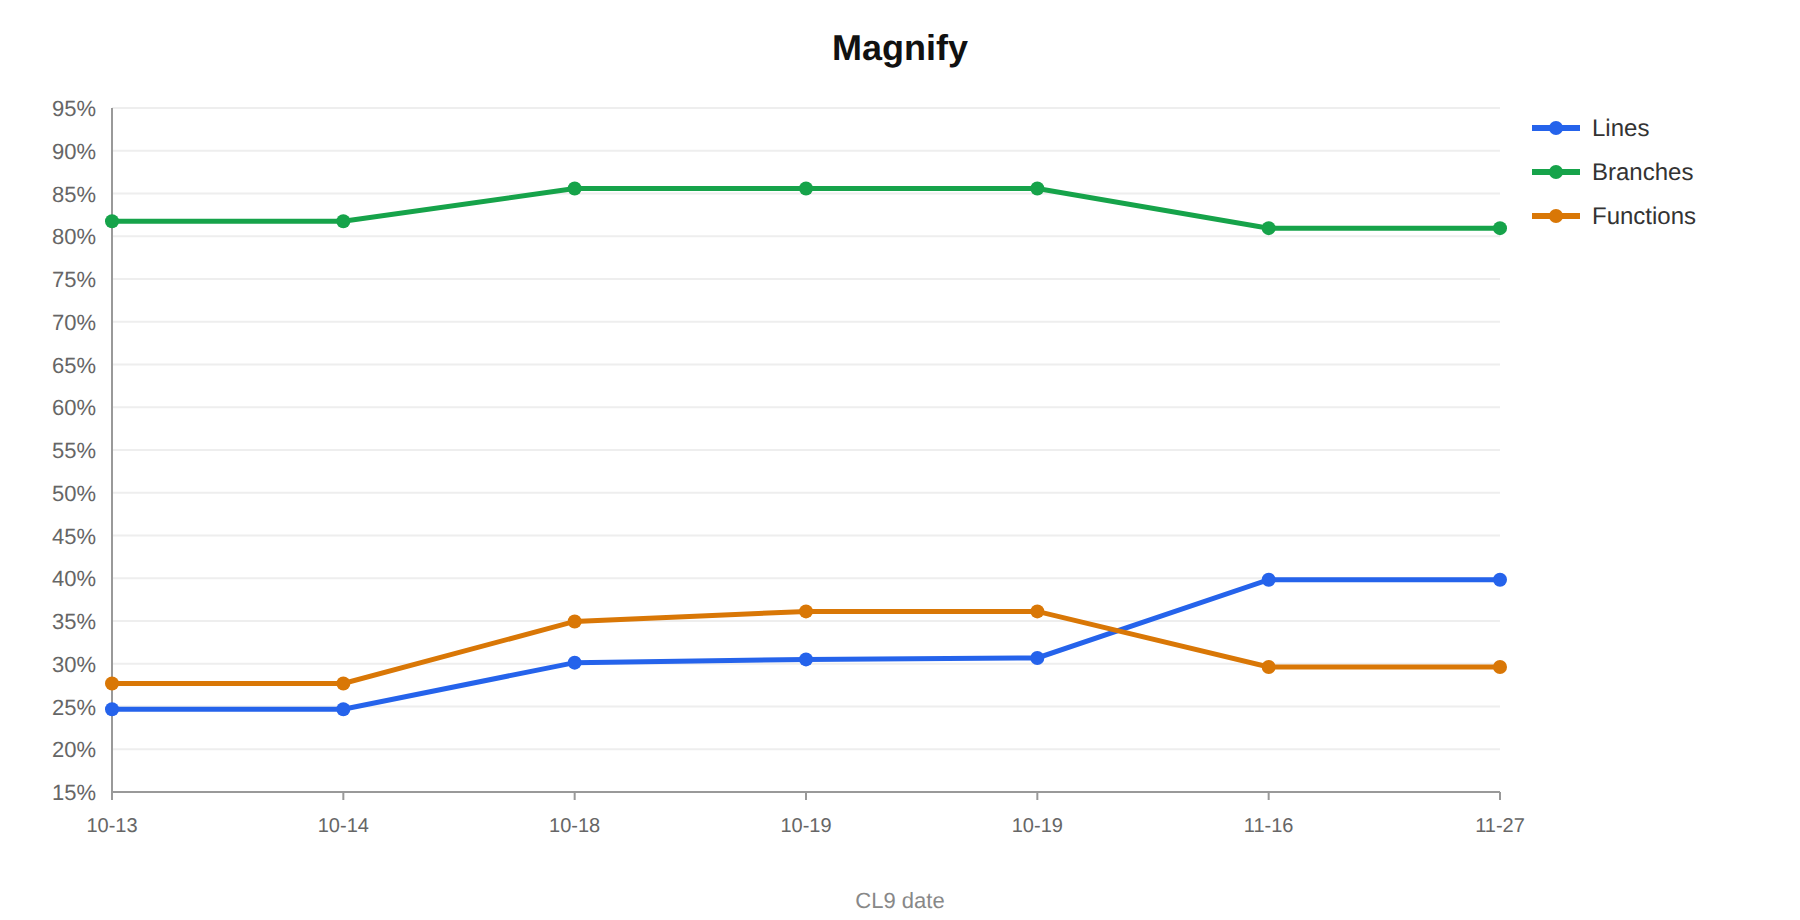 Magnify
95%
90%
85%
80%
75%
70%
65%
60%
55%
50%
45%
40%
35%
30%
25%
20%
15%
10-13 10-14 10-18 10-19 10-19 11-16 11-27
CL9 date
Lines
Branches
Functions